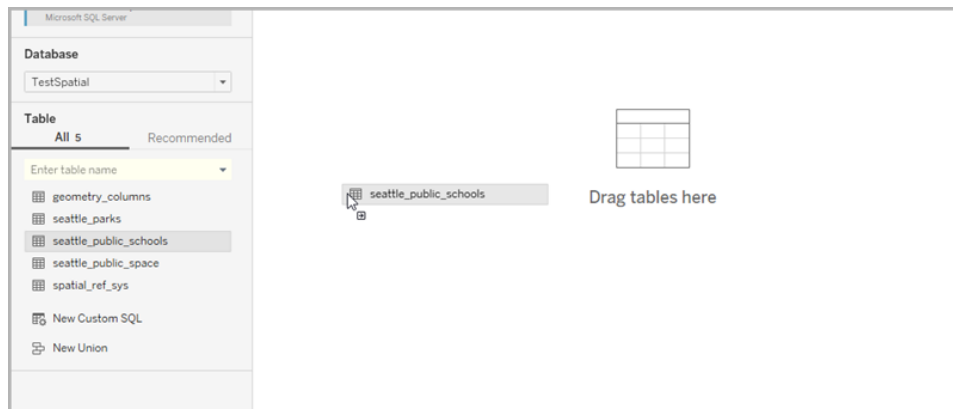 Microsoft SQL Server
Database
TestSpatial
Table
All 5
Recommended
Enter table name
geometry_columns
seattle_parks
seattle_public_schools
seattle_public_space
spatial_ref_sys
New Custom SQL
New Union
seattle_public_schools
Drag tables here